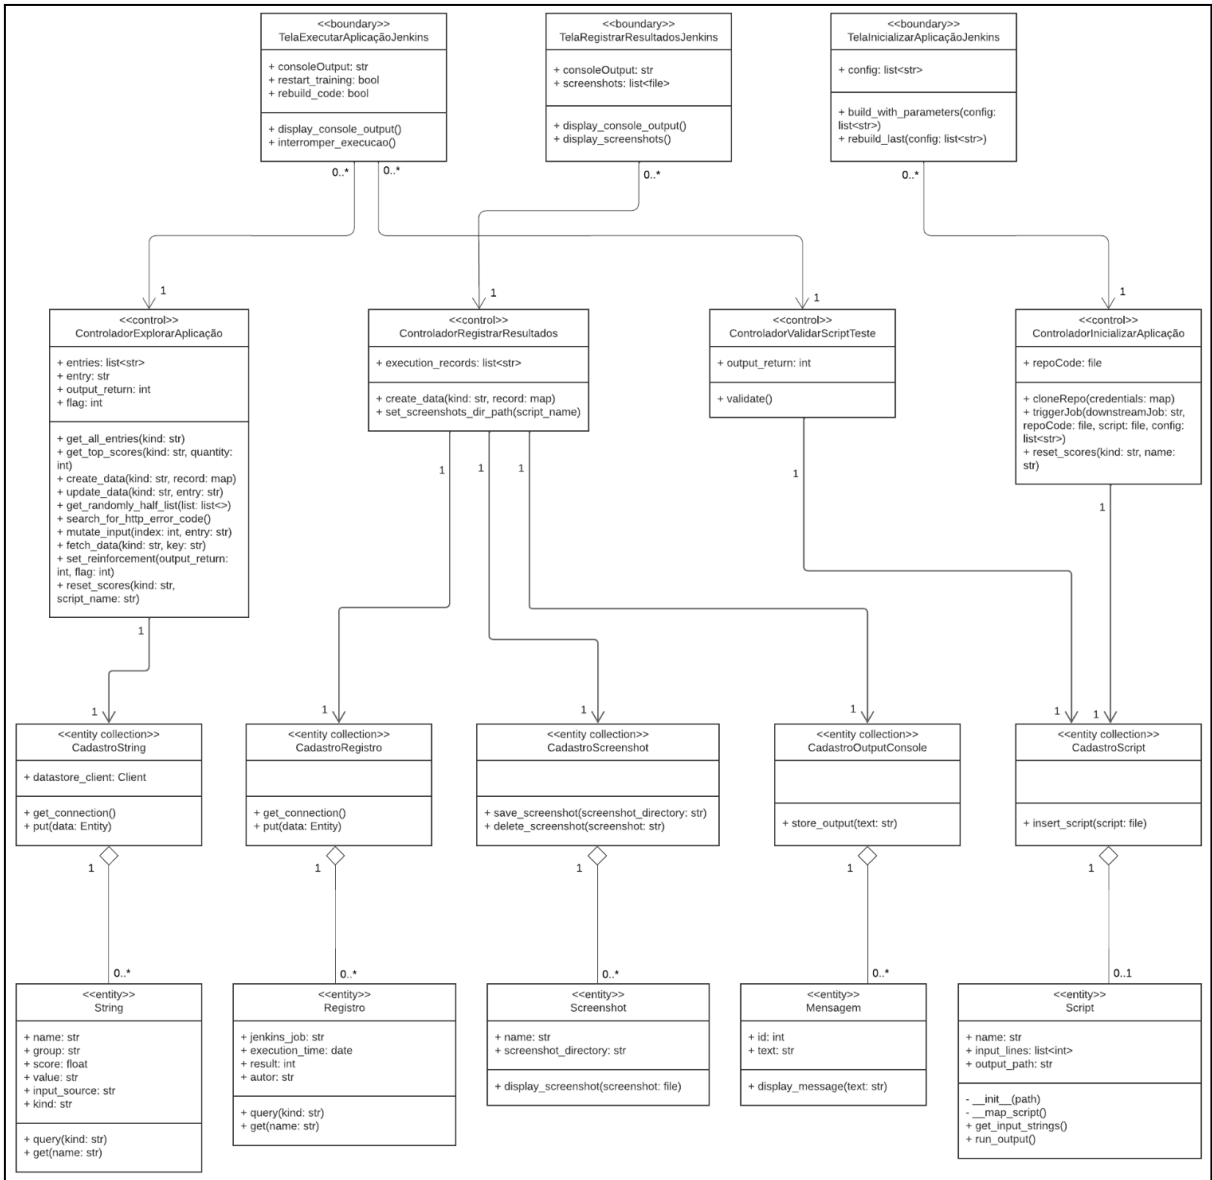 <<boundary>>
TelaExecutarAplicaçãoJenkins
+ consoleOutput: str
+ restart_training: bool
+ rebuild_code: bool
+ display_console_output()
+ interromper_execucao()
0..*
0..*
<<boundary>>
TelaRegistrarResultadosJenkins
+ consoleOutput: str
+ screenshots: list<file>
+ display_console_output()
+ display_screenshots()
0..*
<<boundary>>
TelaInicializarAplicaçãoJenkins
+ config: list<str>
+ build_with_parameters(config:
list<str>)
+ rebuild_last(config: list<str>)
0..*
1
1
1
1
<<control>>
ControladorExplorarAplicação
+ entries: list<str>
+ entry: str
+ output_return: int
+ flag: int
+ get_all_entries(kind: str)
+ get_top_scores(kind: str, quantity:
int)
+ create_data(kind: str, record: map)
+ update_data(kind: str, entry: str)
+ get_randomly_half_list(list: list<>)
+ search_for_http_error_code()
+ mutate_input(index: int, entry: str)
+ fetch_data(kind: str, key: str)
+ set_reinforcement(output_return:
int, flag: int)
+ reset_scores(kind: str,
script_name: str)
1
<<control>>
ControladorRegistrarResultados
+ execution_records: list<str>
+ create_data(kind: str, record: map)
+ set_screenshots_dir_path(script_name)
1
1
1
<<control>>
ControladorValidarScriptTeste
+ output_return: int
+ validate()
1
<<control>>
ControladorInicializarAplicação
+ repoCode: file
+ cloneRepo(credentials: map)
+ triggerJob(downstreamJob: str,
repoCode: file, script: file, config:
list<str>)
+ reset_scores(kind: str, name:
str)
1
1
1
1
1
1
1
<<entity collection>>
CadastroString
+ datastore_client: Client
+ get_connection()
+ put(data: Entity)
1
<<entity collection>>
CadastroRegistro
+ get_connection()
+ put(data: Entity)
1
<<entity collection>>
CadastroScreenshot
+ save_screenshot(screenshot_directory: str)
+ delete_screenshot(screenshot: str)
1
<<entity collection>>
CadastroOutputConsole
+ store_output(text: str)
1
<<entity collection>>
CadastroScript
+ insert_script(script: file)
1
0..*
0..*
0..*
0..*
0..1
<<entity>>
String
+ name: str
+ group: str
+ score: float
+ value: str
+ input_source: str
+ kind: str
+ query(kind: str)
+ get(name: str)
<<entity>>
Registro
+ jenkins_job: str
+ execution_time: date
+ result: int
+ autor: str
+ query(kind: str)
+ get(name: str)
<<entity>>
Screenshot
+ name: str
+ screenshot_directory: str
+ display_screenshot(screenshot: file)
<<entity>>
Mensagem
+ id: int
+ text: str
+ display_message(text: str)
<<entity>>
Script
+ name: str
+ input_lines: list<int>
+ output_path: str
- __init__(path)
- __map_script()
+ get_input_strings()
+ run_output()